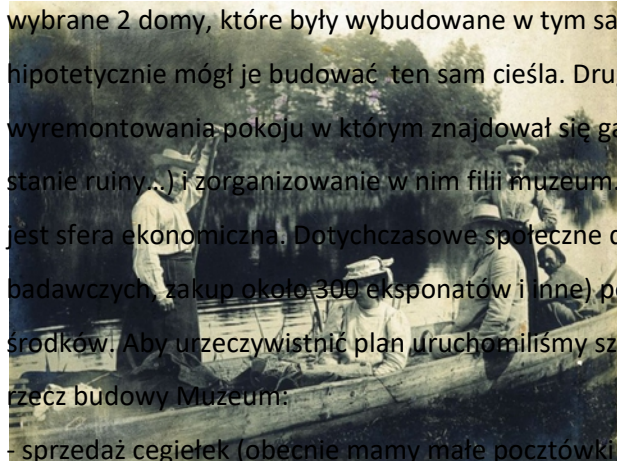 wybrane 2 domy, które były wybudowane w tym sa
hipotetycznie mógł je budować ten sam cieśla. Dru
wyremontowania pokoju w którym znajdował się ga
stanie ruiny...) i zorganizowanie w nim filii muzeum.
jest sfera ekonomiczna. Dotychczasowe społeczne d
badawczych, zakup około 300 eksponatów i inne) p
środków. Aby urzeczywistnić plan uruchomiliśmy sz
rzecz budowy Muzeum:
- sprzedaż cegiełek (obecnie mamy małe pocztówki